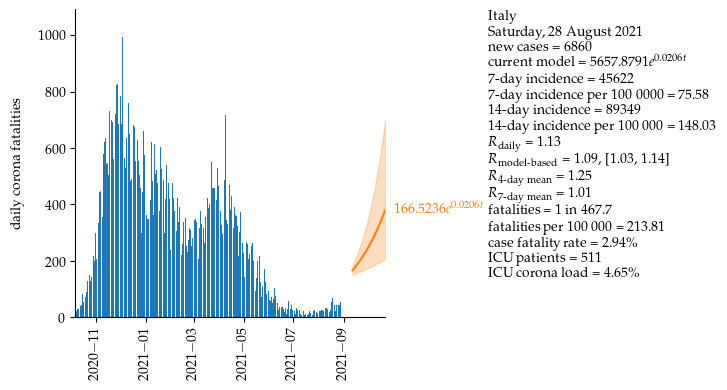 Italy
Saturday, 28 August 2021
new cases = 6860
current model = 5657.8791e^0.0206t
7-day incidence = 45622
7-day incidence per 100 0000 = 75.58
14-day incidence = 89349
14-day incidence per 100 000 = 148.03
R_daily = 1.13
R_model-based = 1.09, [1.03, 1.14]
R_4-day mean = 1.25
R_7-day mean = 1.01
fatalities = 1 in 467.7
fatalities per 100 000 = 213.81
case fatality rate = 2.94%
ICU patients = 511
ICU corona load = 4.65%
daily corona fatalities
1000
800
600
400
200
0
166.5236e^0.0206t
2020−11
2021−01
2021−03
2021−05
2021−07
2021−09